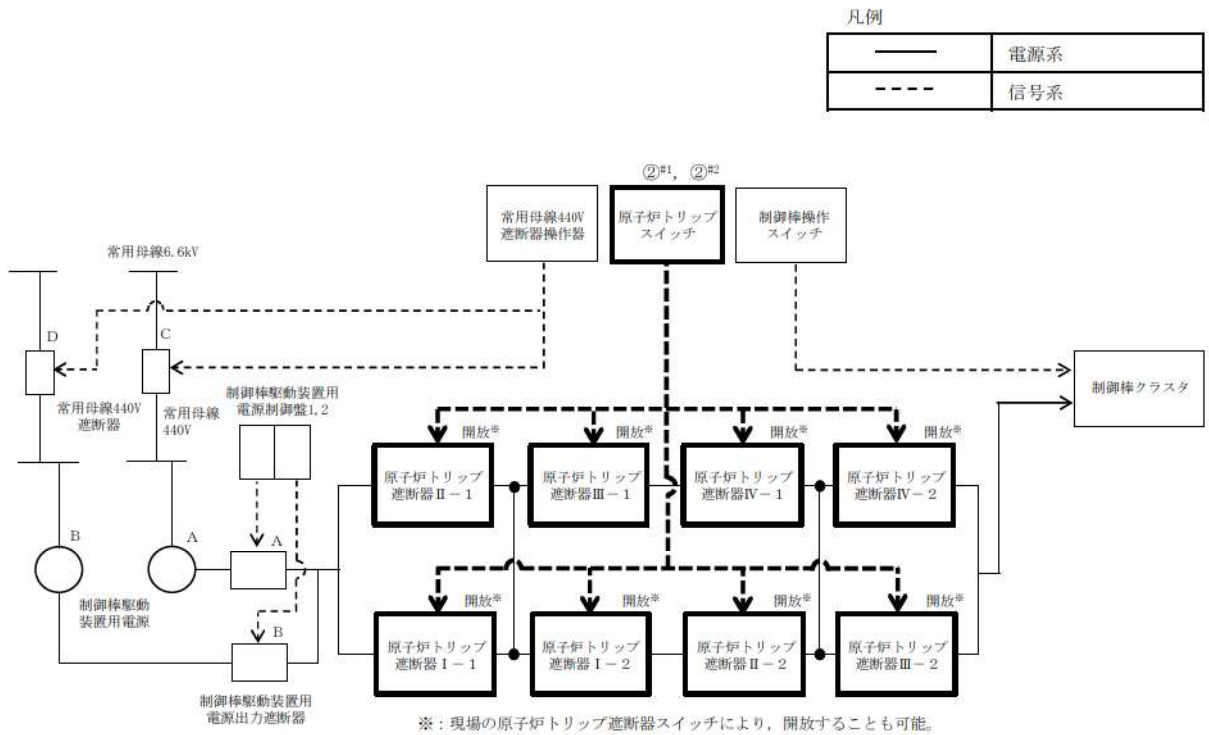 凡例
電源系
信号系
②#1, ②#2
常用母線440V
遮断器操作器
原子炉トリップ
スイッチ
制御棒操作
スイッチ
常用母線6.6kV
D
C
常用母線440V
遮断器
常用母線
440V
制御棒駆動装置用
電源制御盤1,2
制御棒クラスタ
開放※
開放※
開放※
開放※
原子炉トリップ
遮断器Ⅱ－1
原子炉トリップ
遮断器Ⅲ－1
原子炉トリップ
遮断器Ⅳ－1
原子炉トリップ
遮断器Ⅳ－2
B
A
A
制御棒駆動
装置用電源
B
開放※
開放※
開放※
開放※
原子炉トリップ
遮断器Ⅰ－1
原子炉トリップ
遮断器Ⅰ－2
原子炉トリップ
遮断器Ⅱ－2
原子炉トリップ
遮断器Ⅲ－2
制御棒駆動装置用
電源出力遮断器
※：現場の原子炉トリップ遮断器スイッチにより，開放することも可能。